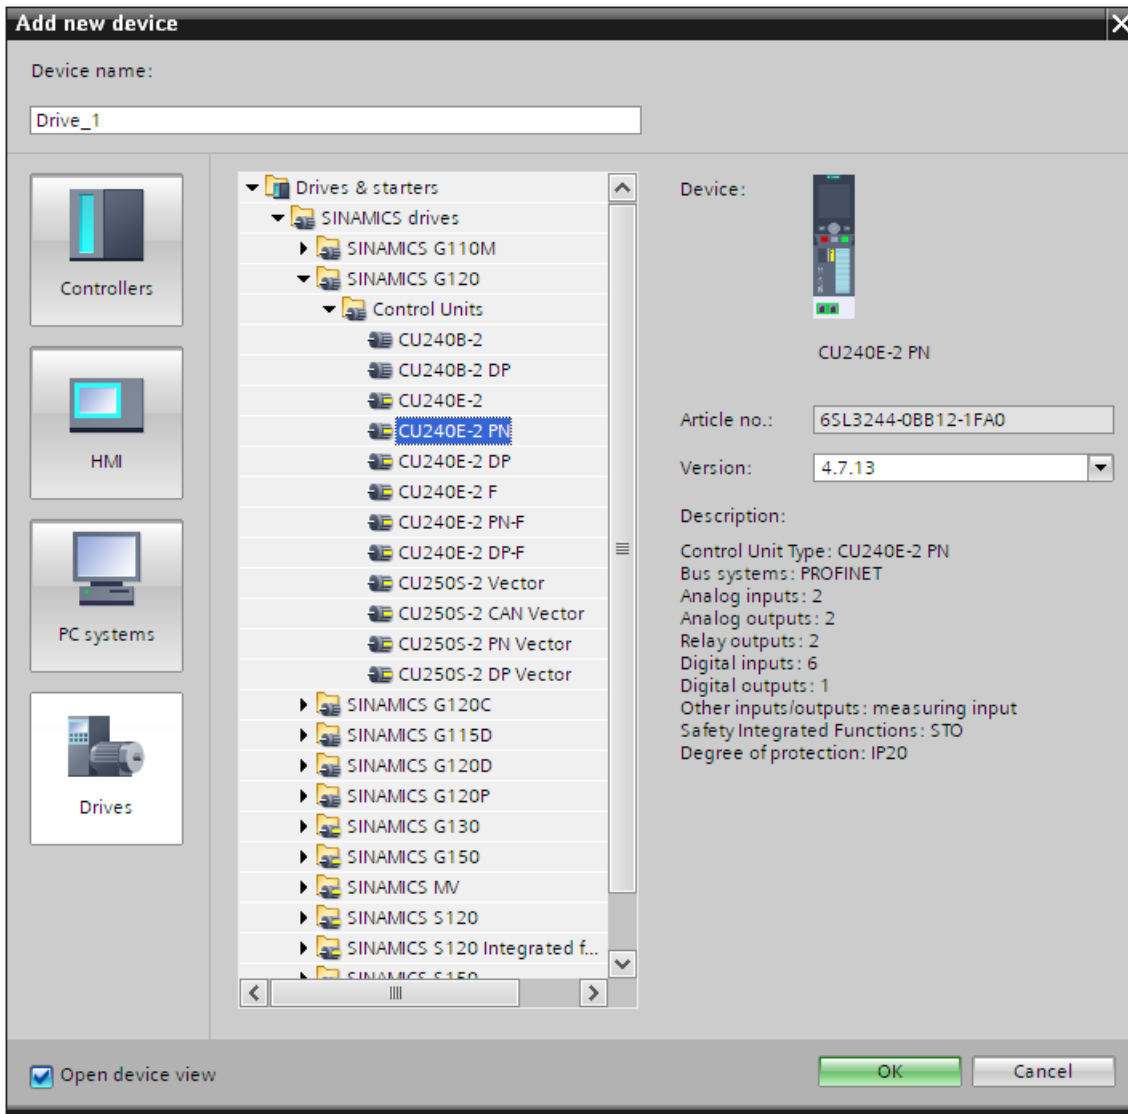 Add new device
Device name:
Drive_1
Controllers
HMI
PC systems
Drives
Drives & starters
SINAMICS drives
SINAMICS G110M
SINAMICS G120
Control Units
CU240B-2
CU240B-2 DP
CU240E-2
CU240E-2 PN
CU240E-2 DP
CU240E-2 F
CU240E-2 PN-F
CU240E-2 DP-F
CU250S-2 Vector
CU250S-2 CAN Vector
CU250S-2 PN Vector
CU250S-2 DP Vector
SINAMICS G120C
SINAMICS G115D
SINAMICS G120D
SINAMICS G120P
SINAMICS G130
SINAMICS G150
SINAMICS MV
SINAMICS S120
SINAMICS S120 Integrated f...
SINAMICS S150
Device:
CU240E-2 PN
Article no.:
6SL3244-0BB12-1FA0
Version:
4.7.13
Description:
Control Unit Type: CU240E-2 PN
Bus systems: PROFINET
Analog inputs: 2
Analog outputs: 2
Relay outputs: 2
Digital inputs: 6
Digital outputs: 1
Other inputs/outputs: measuring input
Safety Integrated Functions: STO
Degree of protection: IP20
Open device view
OK
Cancel